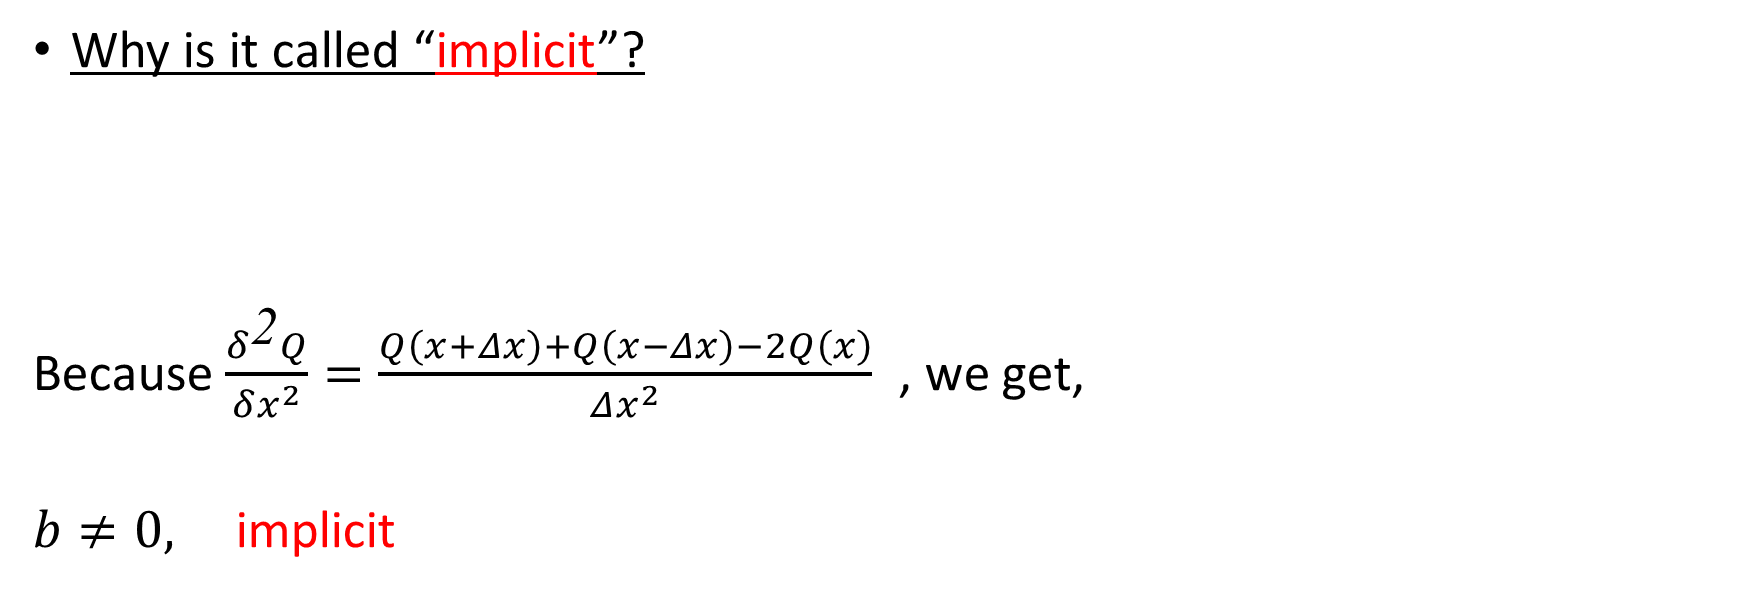 • Why is it called “implicit”?
Because δ²Q/δx² = (Q(x+Δx)+Q(x−Δx)−2Q(x))/Δx² , we get,
b ≠ 0, implicit